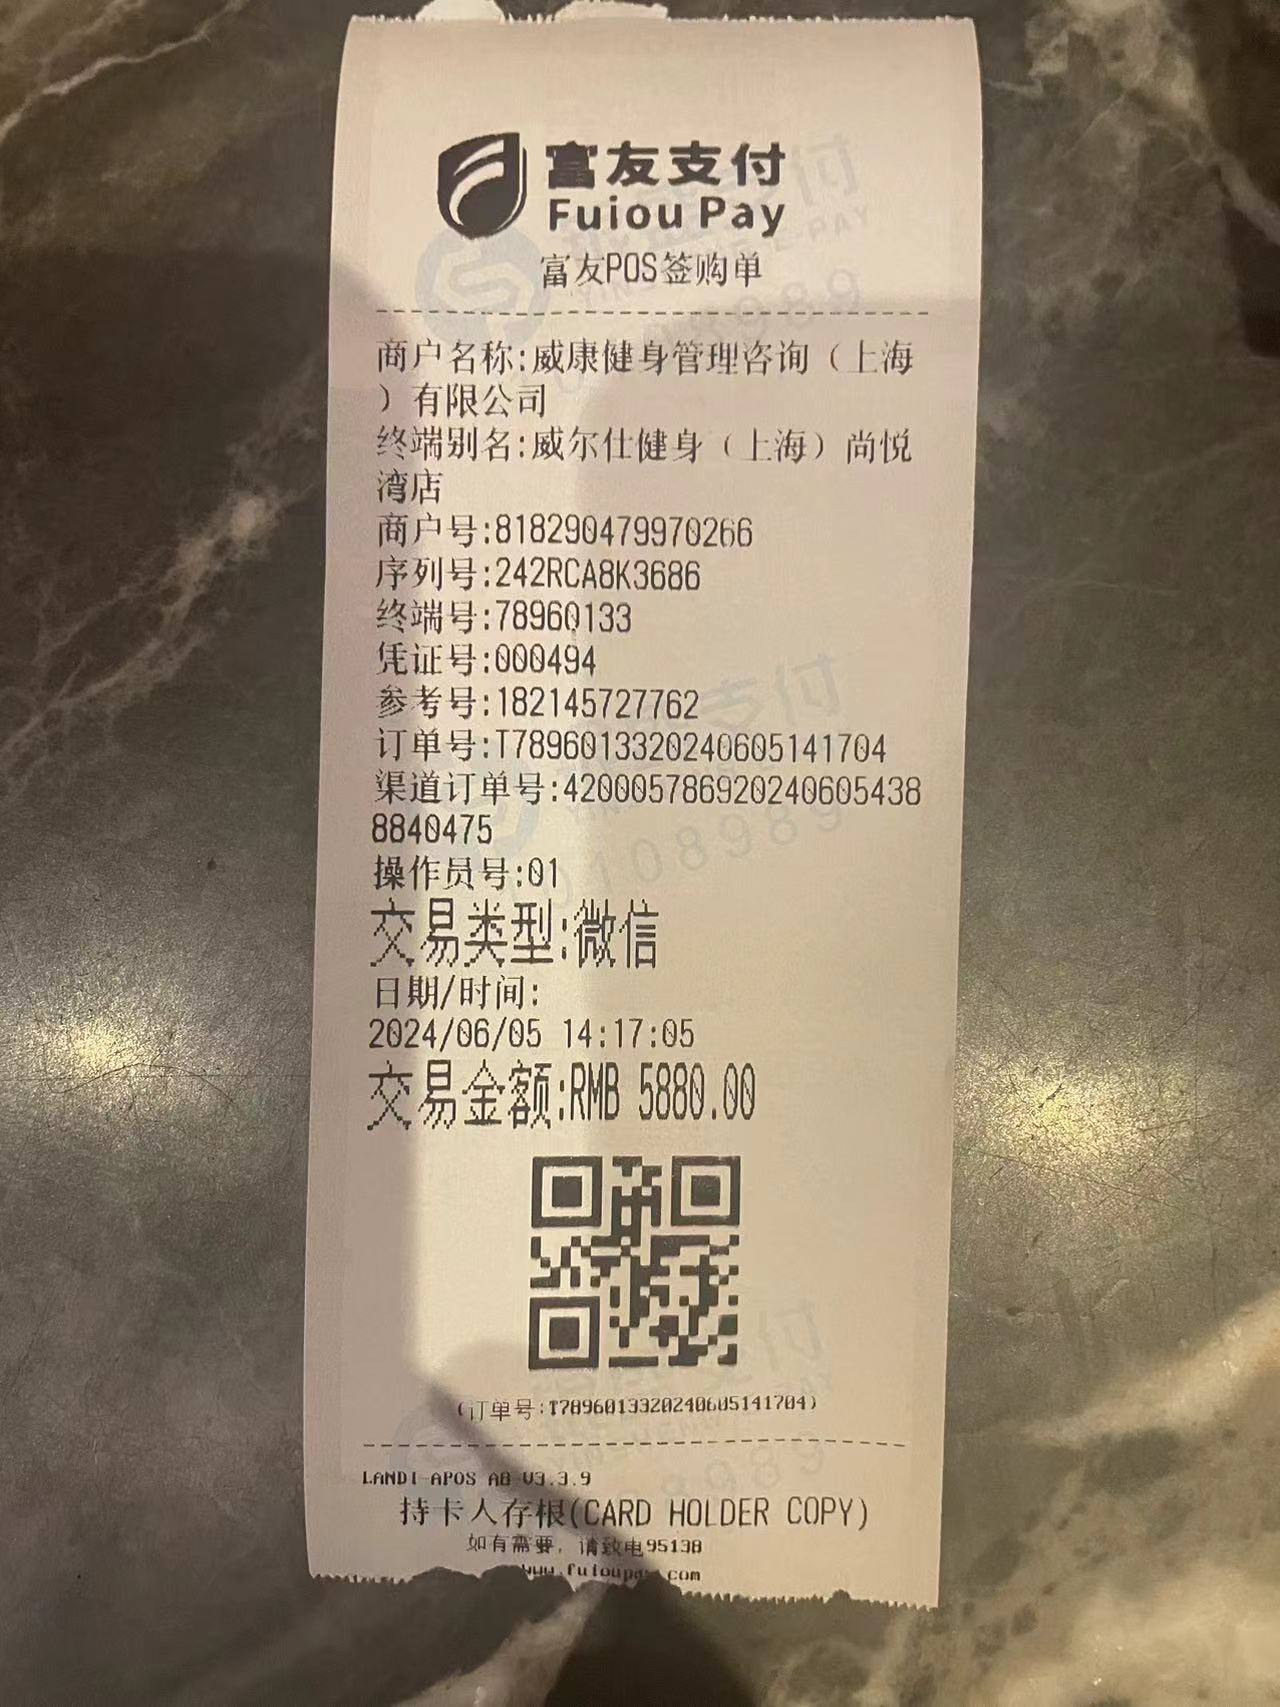 富友支付
Fuiou Pay
富友POS签购单
商户名称:威康健身管理咨询（上海
）有限公司
终端别名:威尔仕健身（上海）尚悦
湾店
商户号:818290479970266
序列号:242RCA8K3686
终端号:78960133
凭证号:000494
参考号:182145727762
订单号:T7896013320240605141704
渠道订单号:420005786920240605438
8840475
操作员号:01
交易类型:微信
日期/时间:
2024/06/05 14:17:05
交易金额:RMB 5880.00
(订单号:T7896013320240605141704)
LANDI-APOS A8-V3.3.9
持卡人存根(CARD HOLDER COPY)
如有需要，请致电95138
www.fuioupay.com